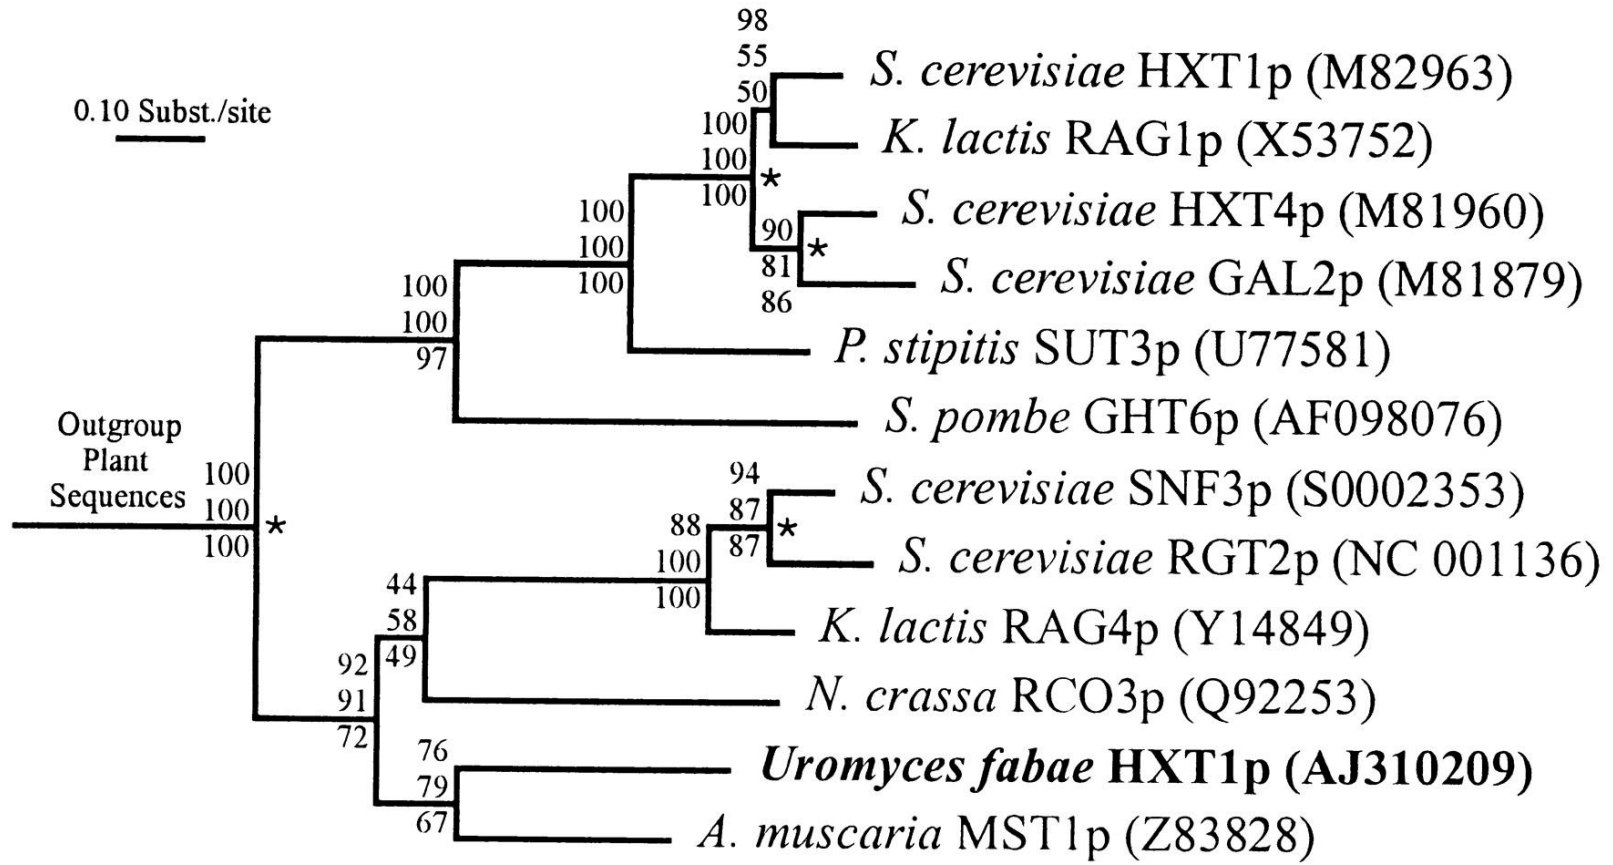 98
55
50
S. cerevisiae HXT1p (M82963)
0.10 Subst./site
100
100
100
*
K. lactis RAG1p (X53752)
S. cerevisiae HXT4p (M81960)
90
81
86
*
S. cerevisiae GAL2p (M81879)
100
100
100
100
100
97
P. stipitis SUT3p (U77581)
S. pombe GHT6p (AF098076)
Outgroup
Plant
Sequences
100
100
100
*
94
87
87
*
S. cerevisiae SNF3p (S0002353)
88
100
100
S. cerevisiae RGT2p (NC 001136)
K. lactis RAG4p (Y14849)
44
58
49
N. crassa RCO3p (Q92253)
92
91
72
76
79
67
Uromyces fabae HXT1p (AJ310209)
A. muscaria MST1p (Z83828)